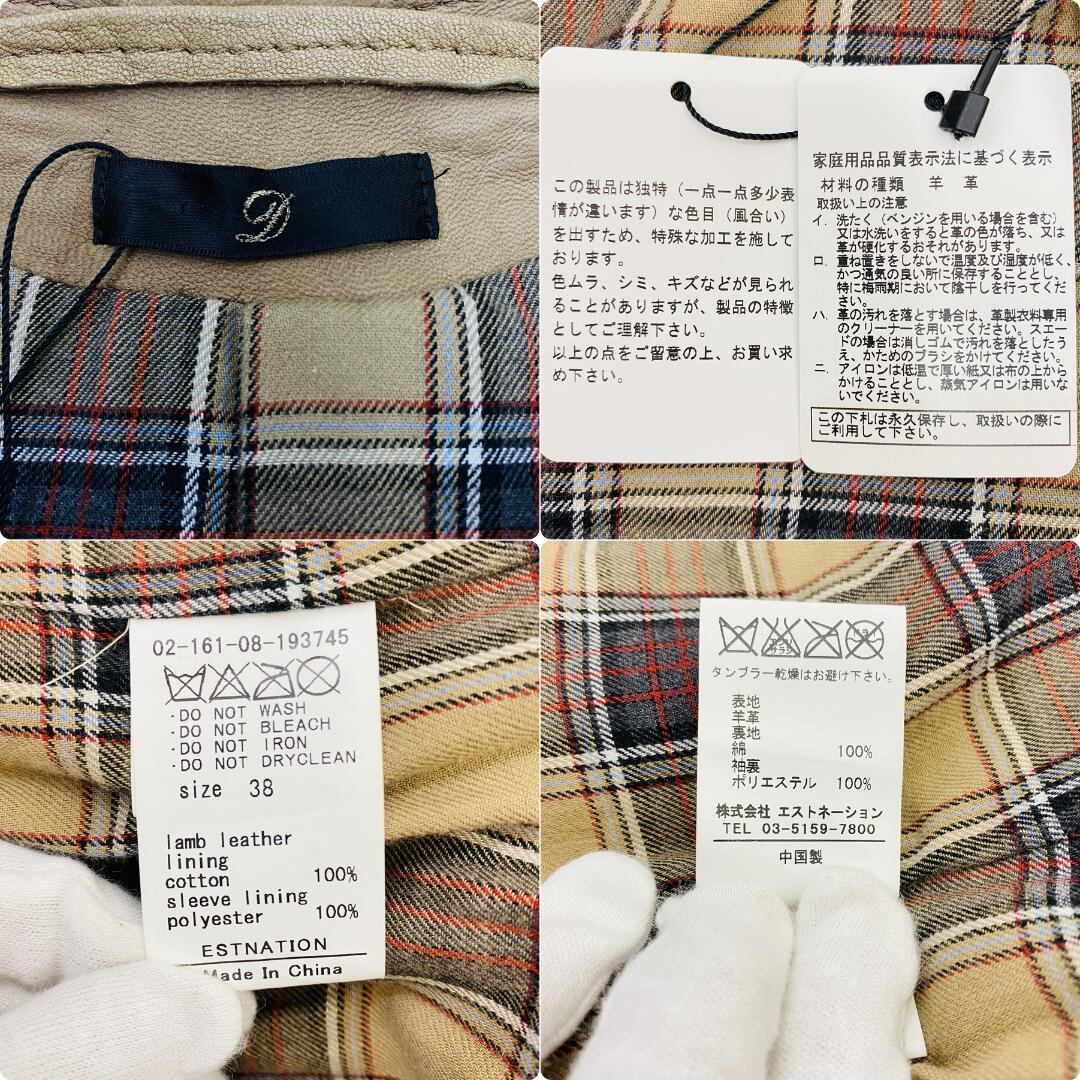 D
この製品は独特（一点一点多少表
情が違います）な色目（風合い）
を出すため、特殊な加工を施して
おります。
色ムラ、シミ、キズなどが見られ
ることがありますが、製品の特徴
としてご理解下さい。
以上の点をご留意の上、お買い求
め下さい。
家庭用品品質表示法に基づく表示
材料の種類 羊 革
取扱い上の注意
イ. 洗たく（ベンジンを用いる場合を含む）
又は水洗いをすると革の色が落ち、又は
革が硬化するおそれがあります。
ロ. 重ね置きをしないで温度及び湿度が低く、
かつ通気の良い所に保存することとし、
特に梅雨期において陰干しを行ってくだ
さい。
ハ. 革の汚れを落とす場合は、革製衣料専用
のクリーナーを用いてください。スエー
ドの場合は消しゴムで汚れを落としたう
え、かためのブラシをかけてください。
ニ. アイロンは低温で厚い紙又は布の上から
かけることとし、蒸気アイロンは用いな
いでください。
この下札は永久保存し、取扱いの際に
ご利用して下さい。
02-161-08-193745
·DO NOT WASH
·DO NOT BLEACH
·DO NOT IRON
·DO NOT DRYCLEAN
size 38
lamb leather
lining
cotton 100%
sleeve lining
polyester 100%
ESTNATION
Made In China
エンソ サラシ
タンブラー乾燥はお避け下さい。
表地
羊革
裏地
綿 100%
袖裏
ポリエステル 100%
株式会社 エストネーション
TEL 03-5159-7800
中国製